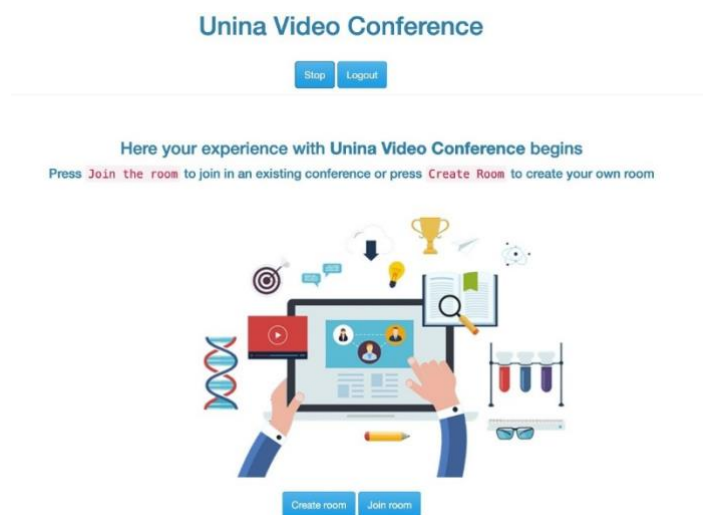 Unina Video Conference
Stop Logout
Here your experience with Unina Video Conference begins
Press Join the room to join in an existing conference or press Create Room to create your own room
Create room Join room